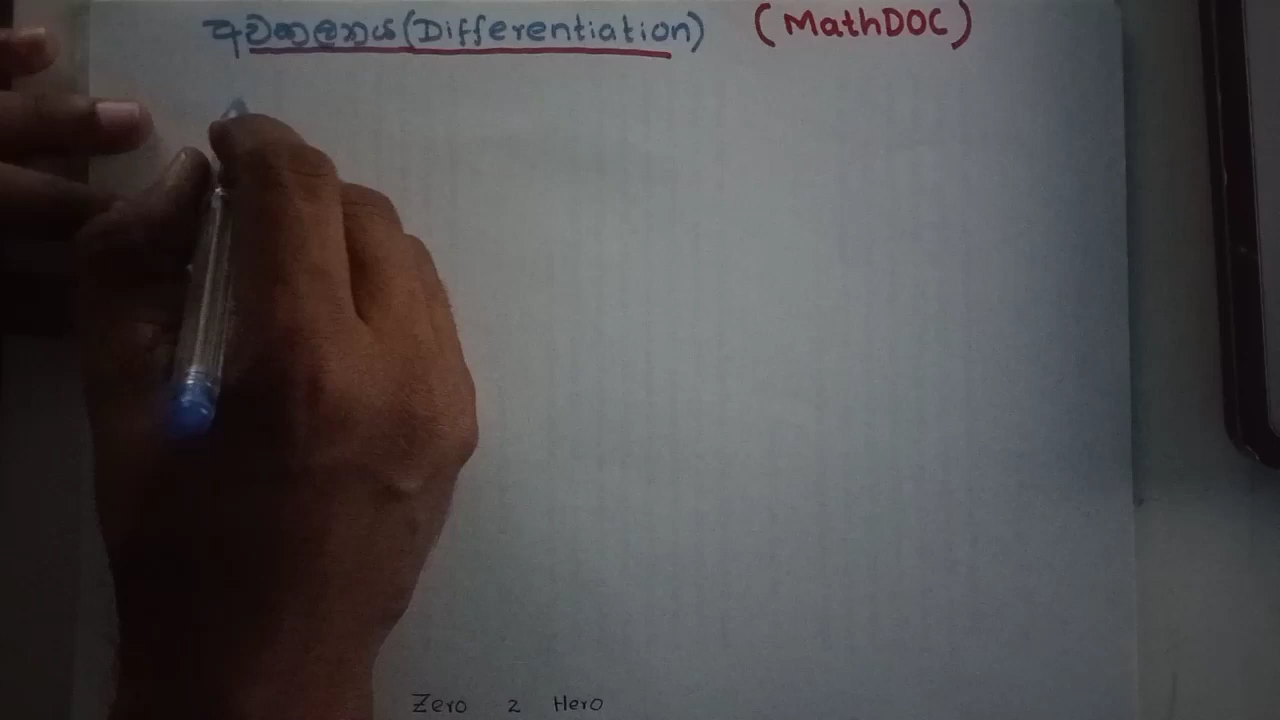 අවකලනය (Differentiation) (MathDOC)
Zero 2 Hero